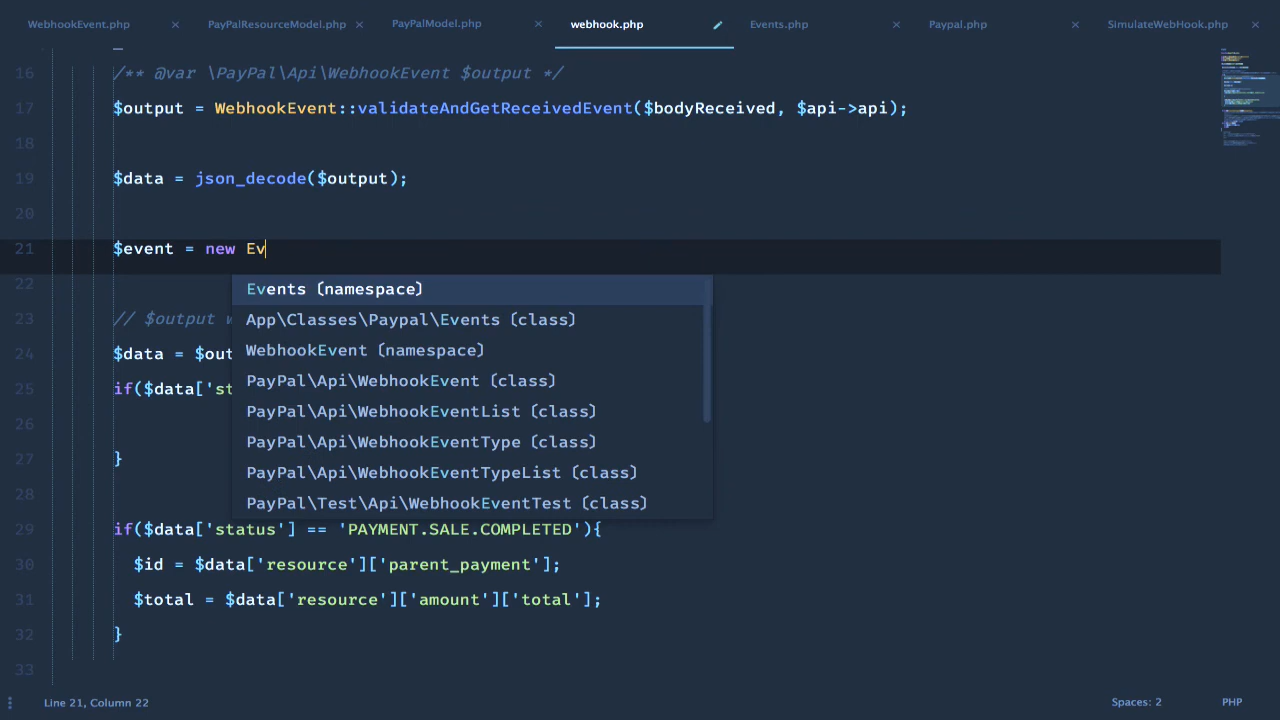 WebhookEvent.php × PayPalResourceModel.php × PayPalModel.php × webhook.php Events.php × Paypal.php × SimulateWebHook.php ×
16 /** @var \PayPal\Api\WebhookEvent $output */
17 $output = WebhookEvent::validateAndGetReceivedEvent($bodyReceived, $api->api);
18
19 $data = json_decode($output);
20
21 $event = new Ev
22
Events (namespace)
App\Classes\Paypal\Events (class)
WebhookEvent (namespace)
PayPal\Api\WebhookEvent (class)
PayPal\Api\WebhookEventList (class)
PayPal\Api\WebhookEventType (class)
PayPal\Api\WebhookEventTypeList (class)
PayPal\Test\Api\WebhookEventTest (class)
23 // $output w
24 $data = $out
25 if($data['st
26
27 }
28
29 if($data['status'] == 'PAYMENT.SALE.COMPLETED'){
30 $id = $data['resource']['parent_payment'];
31 $total = $data['resource']['amount']['total'];
32 }
33
Line 21, Column 22 Spaces: 2 PHP